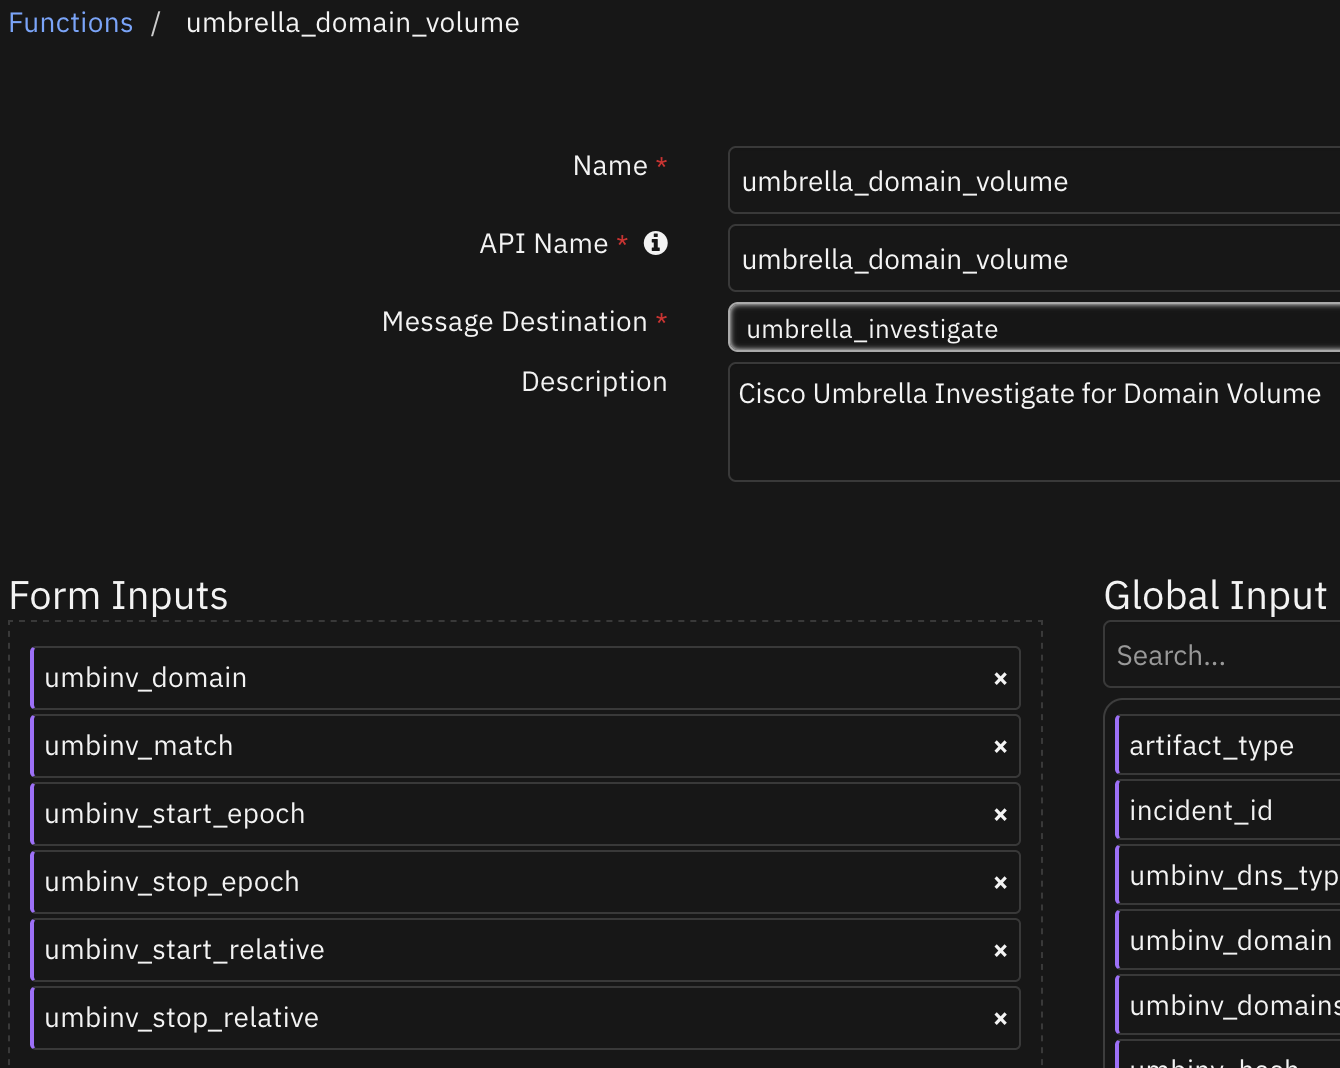 Functions / umbrella_domain_volume
Name *
umbrella_domain_volume
API Name *
umbrella_domain_volume
Message Destination *
umbrella_investigate
Description
Cisco Umbrella Investigate for Domain Volume
Form Inputs
umbinv_domain ×
umbinv_match ×
umbinv_start_epoch ×
umbinv_stop_epoch ×
umbinv_start_relative ×
umbinv_stop_relative ×
Global Input
Search...
artifact_type
incident_id
umbinv_dns_typ
umbinv_domain
umbinv_domains
umbinv_hash